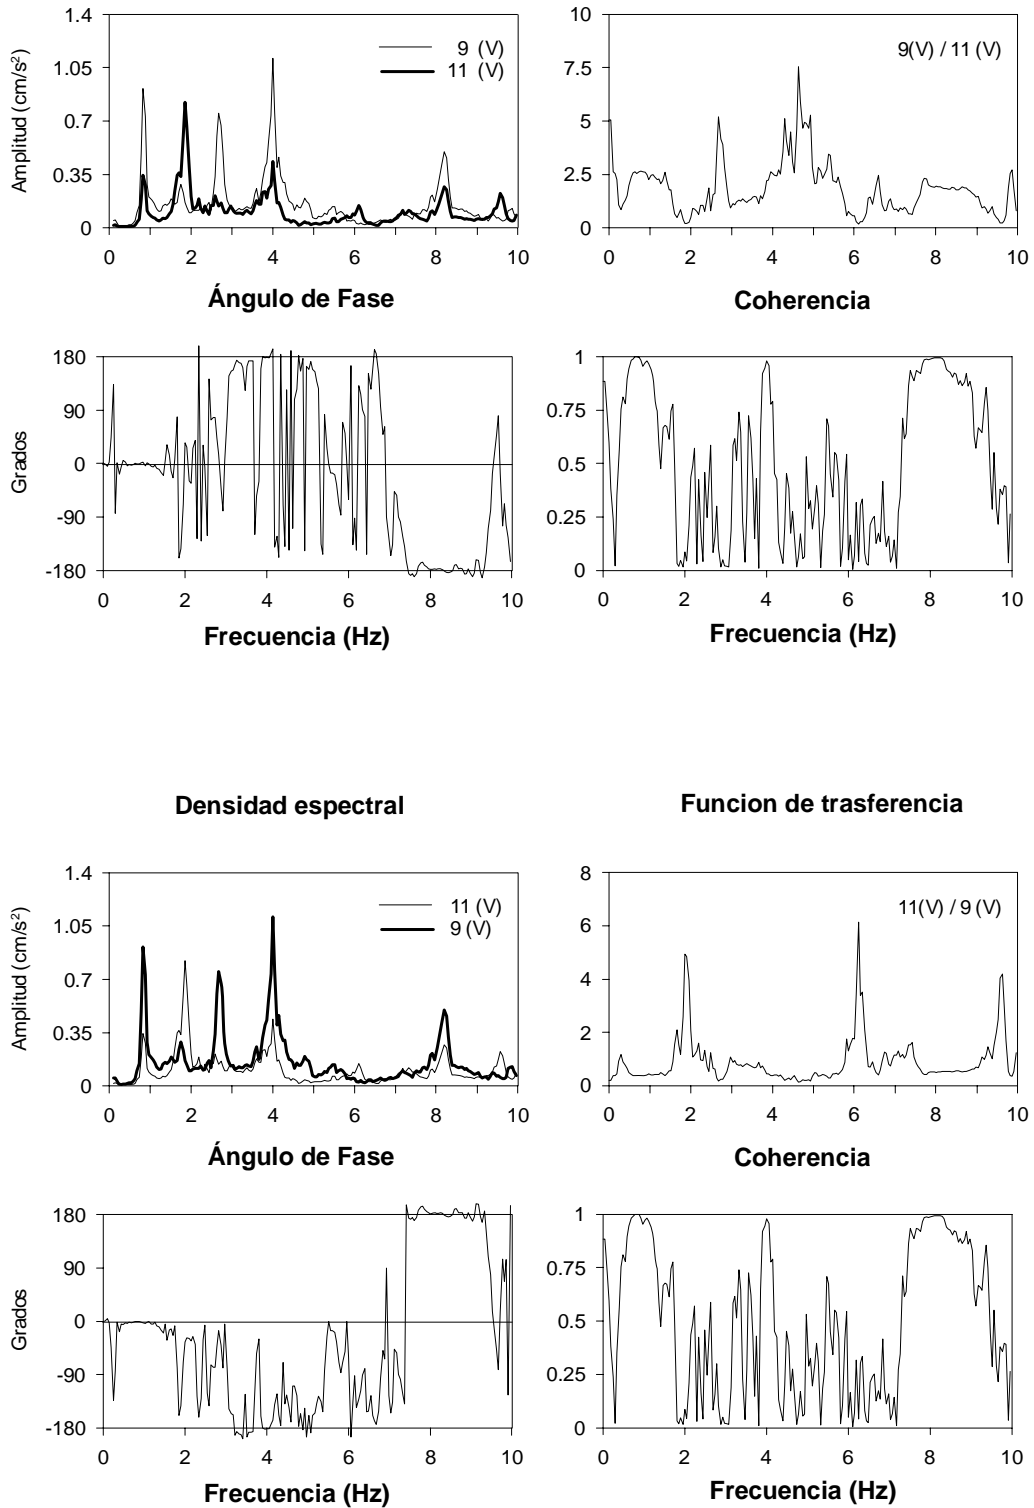 1.4
1.05
0.7
0.35
0
Amplitud (cm/s²)
9 (V)
11 (V)
0 2 4 6 8 10
10
7.5
5
2.5
0
9(V) / 11 (V)
0 2 4 6 8 10
Ángulo de Fase
Coherencia
180
90
0
-90
-180
Grados
0 2 4 6 8 10
Frecuencia (Hz)
1
0.75
0.5
0.25
0
0 2 4 6 8 10
Frecuencia (Hz)
Densidad espectral
Funcion de trasferencia
1.4
1.05
0.7
0.35
0
Amplitud (cm/s²)
11 (V)
9 (V)
0 2 4 6 8 10
8
6
4
2
0
11(V) / 9 (V)
0 2 4 6 8 10
Ángulo de Fase
Coherencia
180
90
0
-90
-180
Grados
0 2 4 6 8 10
Frecuencia (Hz)
1
0.75
0.5
0.25
0
0 2 4 6 8 10
Frecuencia (Hz)